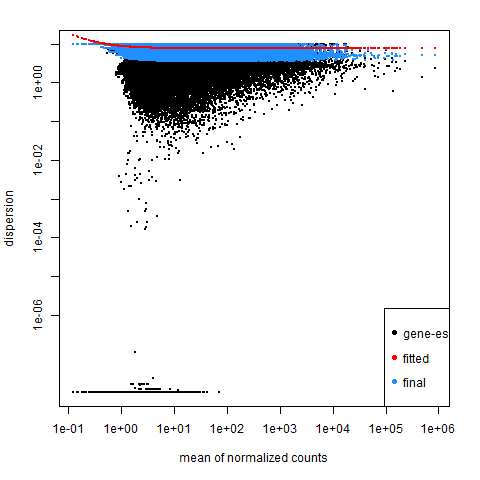 dispersion
1e+00
1e-02
1e-04
1e-06
gene-es
fitted
final
1e-01 1e+00 1e+01 1e+02 1e+03 1e+04 1e+05 1e+06
mean of normalized counts